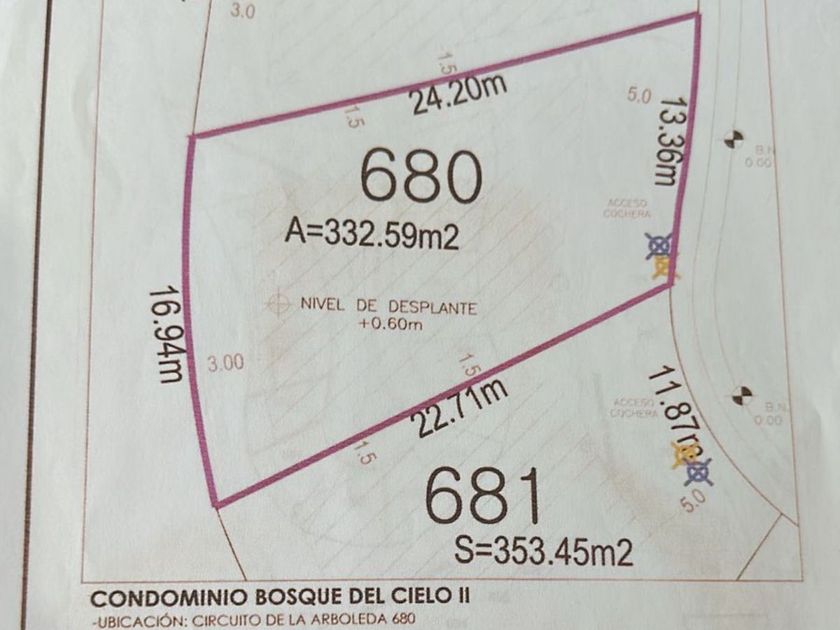 3.0
1.5
24.20m
1.5
5.0
13.36m
B.N.
0.00
680
A=332.59m2
ACCESO
COCHERA
NIVEL DE DESPLANTE
+0.60m
16.94m
3.00
1.5
22.71m
1.5
ACCESO
COCHERA
11.87m
B.N.
0.00
681
S=353.45m2
5.0
CONDOMINIO BOSQUE DEL CIELO II
-UBICACIÓN: CIRCUITO DE LA ARBOLEDA 680